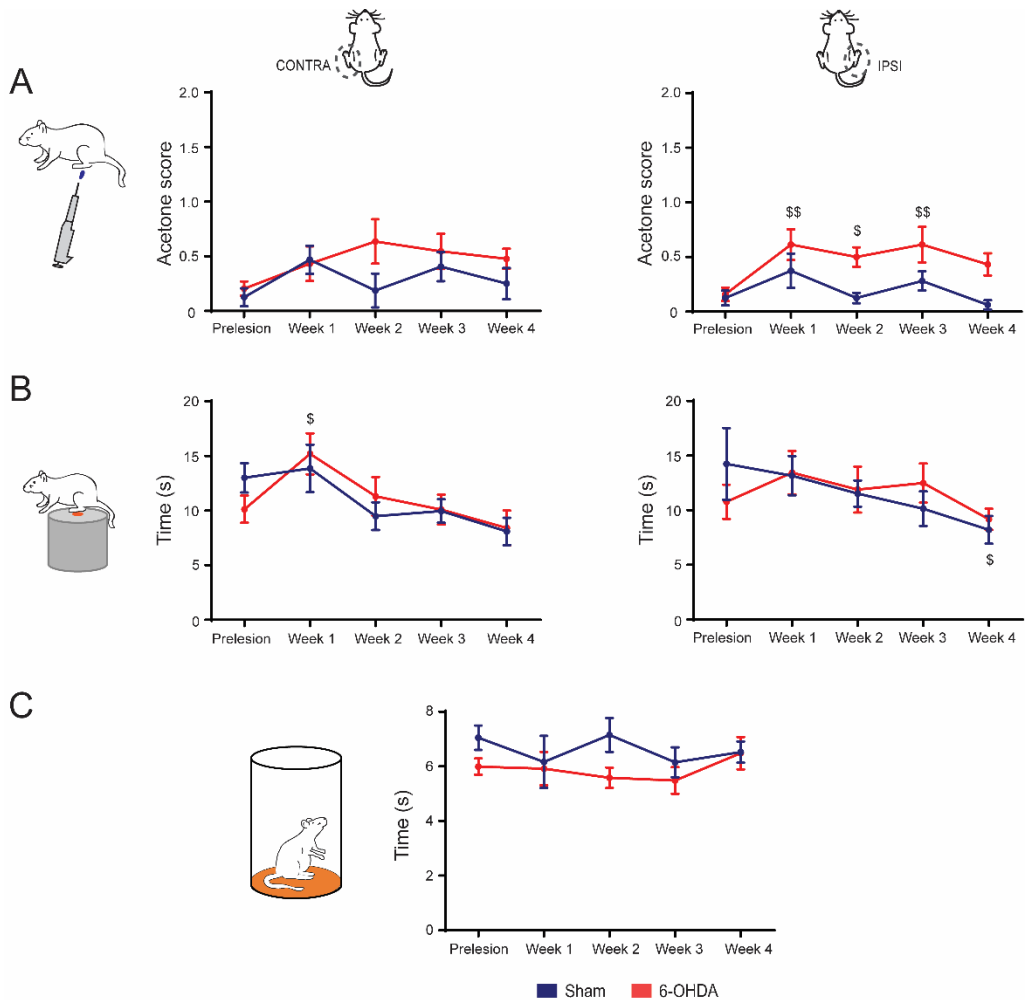 CONTRA
IPSI
A
Acetone score
2.0
1.5
1.0
0.5
0
Prelesion Week 1 Week 2 Week 3 Week 4
Acetone score
2.0
1.5
1.0
0.5
0
$$ $ $$
Prelesion Week 1 Week 2 Week 3 Week 4
B
Time (s)
20
15
10
5
0
$
Prelesion Week 1 Week 2 Week 3 Week 4
Time (s)
20
15
10
5
0
$
Prelesion Week 1 Week 2 Week 3 Week 4
C
Time (s)
8
6
4
2
0
Prelesion Week 1 Week 2 Week 3 Week 4
Sham 6-OHDA